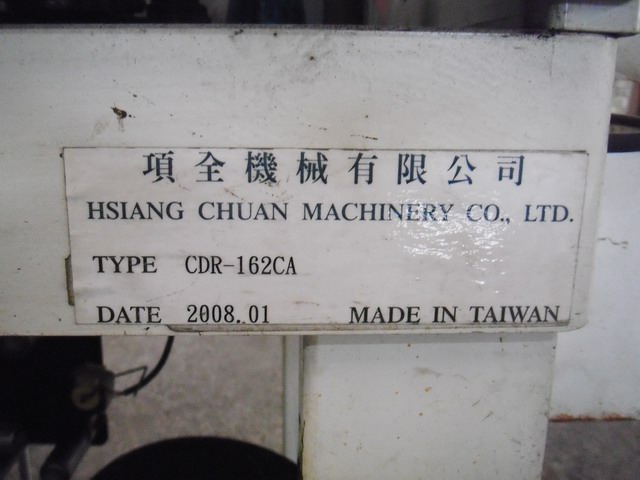 項全機械有限公司
HSIANG CHUAN MACHINERY CO., LTD.
TYPE CDR-162CA
DATE 2008.01 MADE IN TAIWAN